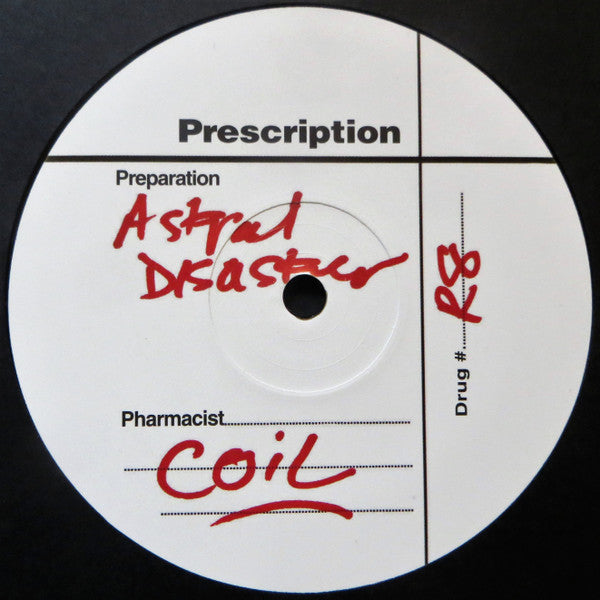 Prescription
Preparation
Astral
Disaster
Drug #. R8
Pharmacist
COIL